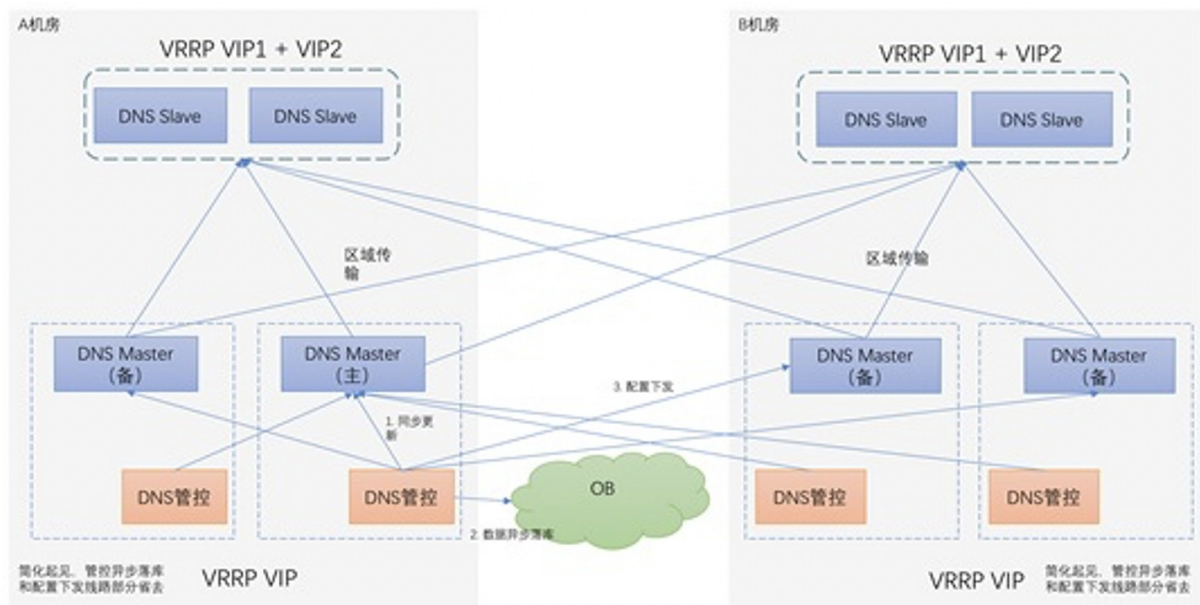 A机房
B机房
VRRP VIP1 + VIP2
VRRP VIP1 + VIP2
DNS Slave
DNS Slave
DNS Slave
DNS Slave
区域传
输
区域传输
DNS Master
（备）
DNS Master
（主）
DNS Master
（备）
DNS Master
（备）
3. 配置下发
1. 同步更
新
DNS管控
DNS管控
OB
DNS管控
DNS管控
2. 数据异步落库
简化起见，管控异步落库
和配置下发线路部分省去
VRRP VIP
VRRP VIP
简化起见，管控异步落库
和配置下发线路部分省去